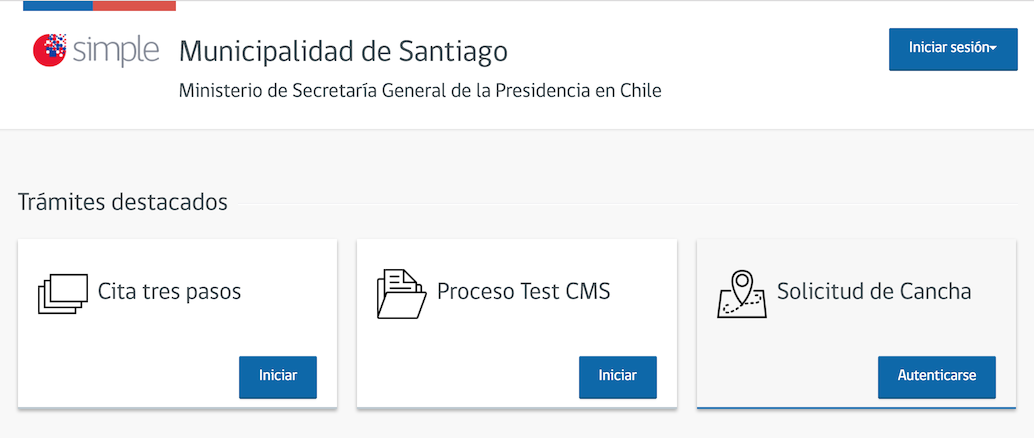 simple
Municipalidad de Santiago
Ministerio de Secretaría General de la Presidencia en Chile
Iniciar sesión
Trámites destacados
Cita tres pasos
Iniciar
Proceso Test CMS
Iniciar
Solicitud de Cancha
Autenticarse